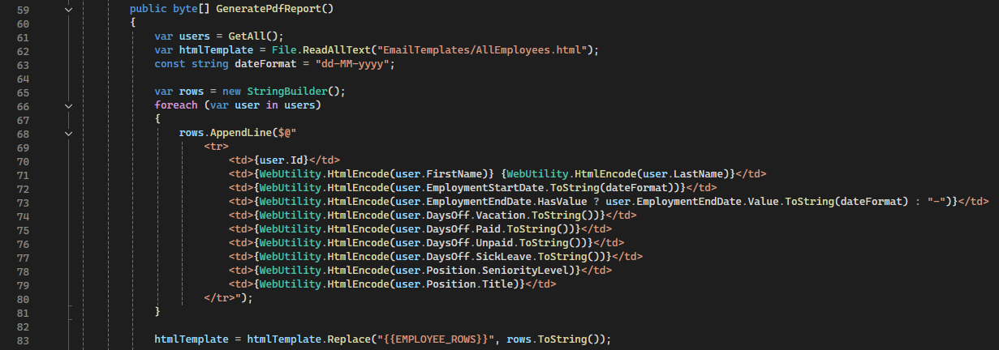 59 public byte[] GeneratePdfReport()
60 {
61 var users = GetAll();
62 var htmlTemplate = File.ReadAllText("EmailTemplates/AllEmployees.html");
63 const string dateFormat = "dd-MM-yyyy";
64
65 var rows = new StringBuilder();
66 foreach (var user in users)
67 {
68 rows.AppendLine($@"
69 <tr>
70 <td>{user.Id}</td>
71 <td>{WebUtility.HtmlEncode(user.FirstName)} {WebUtility.HtmlEncode(user.LastName)}</td>
72 <td>{WebUtility.HtmlEncode(user.EmploymentStartDate.ToString(dateFormat))}</td>
73 <td>{WebUtility.HtmlEncode(user.EmploymentEndDate.HasValue ? user.EmploymentEndDate.Value.ToString(dateFormat) : "-")}</td>
74 <td>{WebUtility.HtmlEncode(user.DaysOff.Vacation.ToString())}</td>
75 <td>{WebUtility.HtmlEncode(user.DaysOff.Paid.ToString())}</td>
76 <td>{WebUtility.HtmlEncode(user.DaysOff.Unpaid.ToString())}</td>
77 <td>{WebUtility.HtmlEncode(user.DaysOff.SickLeave.ToString())}</td>
78 <td>{WebUtility.HtmlEncode(user.Position.SeniorityLevel)}</td>
79 <td>{WebUtility.HtmlEncode(user.Position.Title)}</td>
80 </tr>");
81 }
82
83 htmlTemplate = htmlTemplate.Replace("{{EMPLOYEE_ROWS}}", rows.ToString());